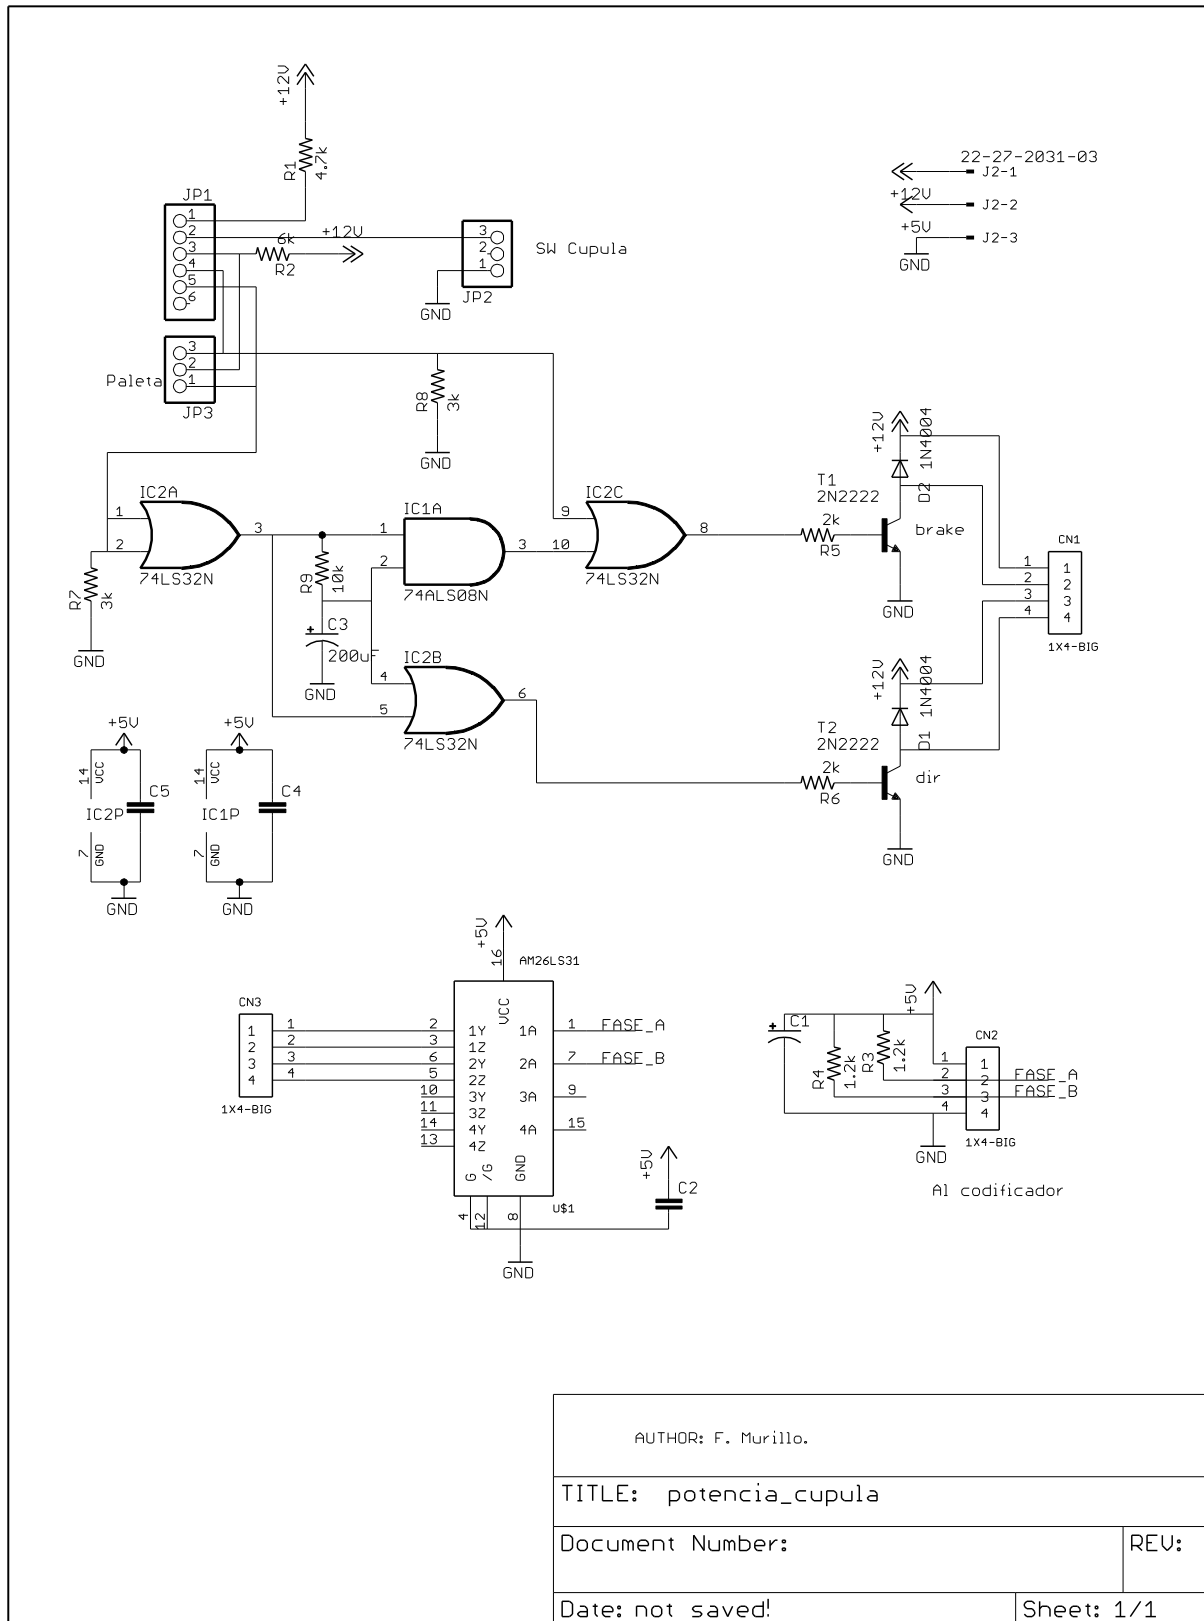 +12V
R1
4.7k
22-27-2031-03
J2-1
+12V
J2-2
+5V
J2-3
GND
JP1
1
2
3
4
5
6
6k
+12V
R2
3
2
1
SW Cupula
JP2
GND
3
2
1
Paleta
JP3
R8
3k
GND
+12V
1N4004
D2
IC2A
1
2
3
74LS32N
R7
3k
GND
R9
10k
C3
200uF
GND
IC1A
1
2
3
74ALS08N
IC2C
9
10
8
74LS32N
T1
2N2222
2k
R5
brake
GND
CN1
1 1
2 2
3 3
4 4
1X4-BIG
IC2B
4
5
6
74LS32N
+12V
1N4004
D1
T2
2N2222
2k
R6
dir
GND
+5V
14
VCC
C5
IC2P
7
GND
GND
+5V
14
VCC
C4
IC1P
7
GND
GND
+5V
16
AM26LS31
CN3
1 1
2 2
3 3
4 4
1X4-BIG
VCC
2 1Y 1A 1 FASE_A
3 1Z
6 2Y 2A 7 FASE_B
5 2Z
10 3Y 3A 9
11 3Z
14 4Y 4A 15
13 4Z
G
/G
GND
4
12
8
U$1
GND
+5V
C2
+5V
C1
R4
1.2k
R3
1.2k
CN2
1 1
2 2 FASE_A
3 3 FASE_B
4 4
1X4-BIG
GND
Al codificador
AUTHOR: F. Murillo.
TITLE: potencia_cupula
Document Number:
REV:
Date: not saved!
Sheet: 1/1